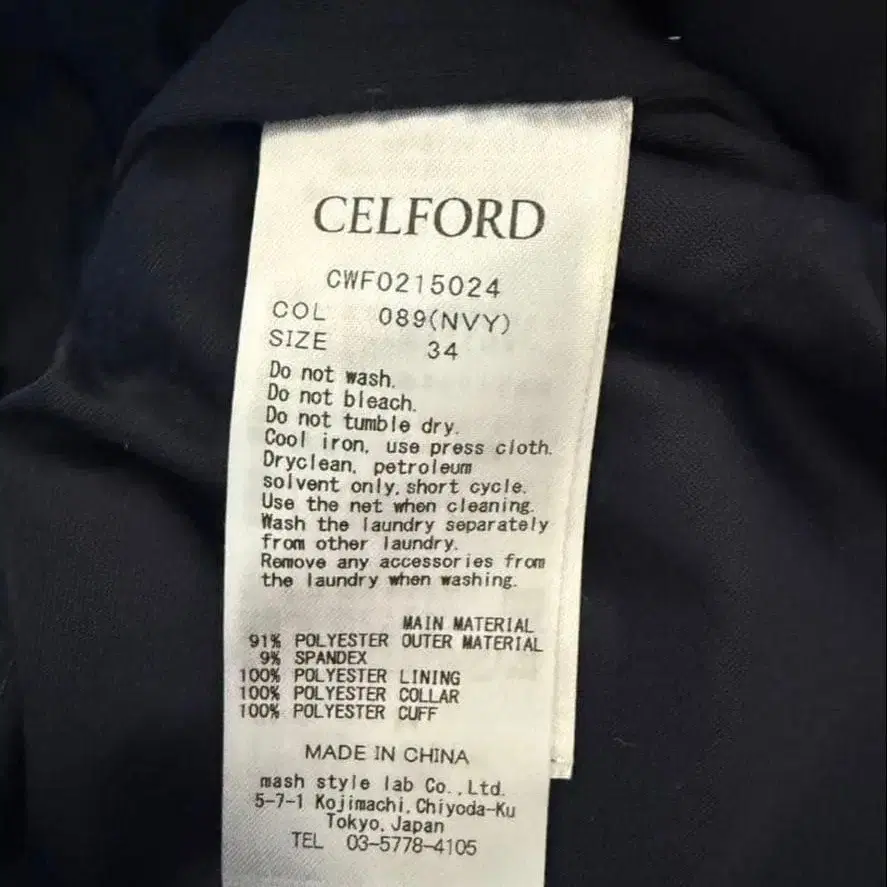 CELFORD
CWF0215024
COL 089(NVY)
SIZE 34
Do not wash.
Do not bleach.
Do not tumble dry.
Cool iron, use press cloth.
Dryclean, petroleum
solvent only, short cycle.
Use the net when cleaning.
Wash the laundry separately
from other laundry.
Remove any accessories from
the laundry when washing.
MAIN MATERIAL
91% POLYESTER OUTER MATERIAL
9% SPANDEX
100% POLYESTER LINING
100% POLYESTER COLLAR
100% POLYESTER CUFF
MADE IN CHINA
mash style lab Co.,Ltd.
5-7-1 Kojimachi,Chiyoda-Ku
Tokyo,Japan
TEL 03-5778-4105